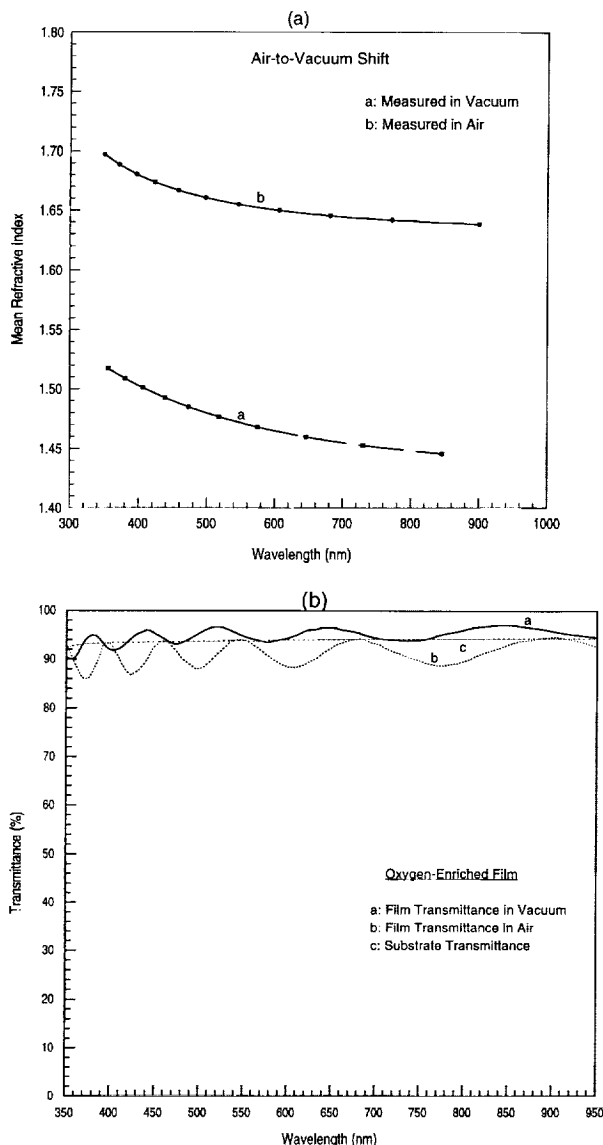 (a)
1.80
Air-to-Vacuum Shift
a: Measured in Vacuum
b: Measured in Air
1.75
1.70
b
1.65
Mean Refractive Index
1.60
1.55
1.50
a
1.45
1.40
300 400 500 600 700 800 900 1000
Wavelength (nm)
(b)
100
a
90
b
c
80
70
60
50
Transmittance (%)
Oxygen-Enriched Film
a: Film Transmittance in Vacuum
40
b: Film Transmittance in Air
c: Substrate Transmittance
30
20
10
0
350 400 450 500 550 600 650 700 750 800 850 900 950
Wavelength (nm)